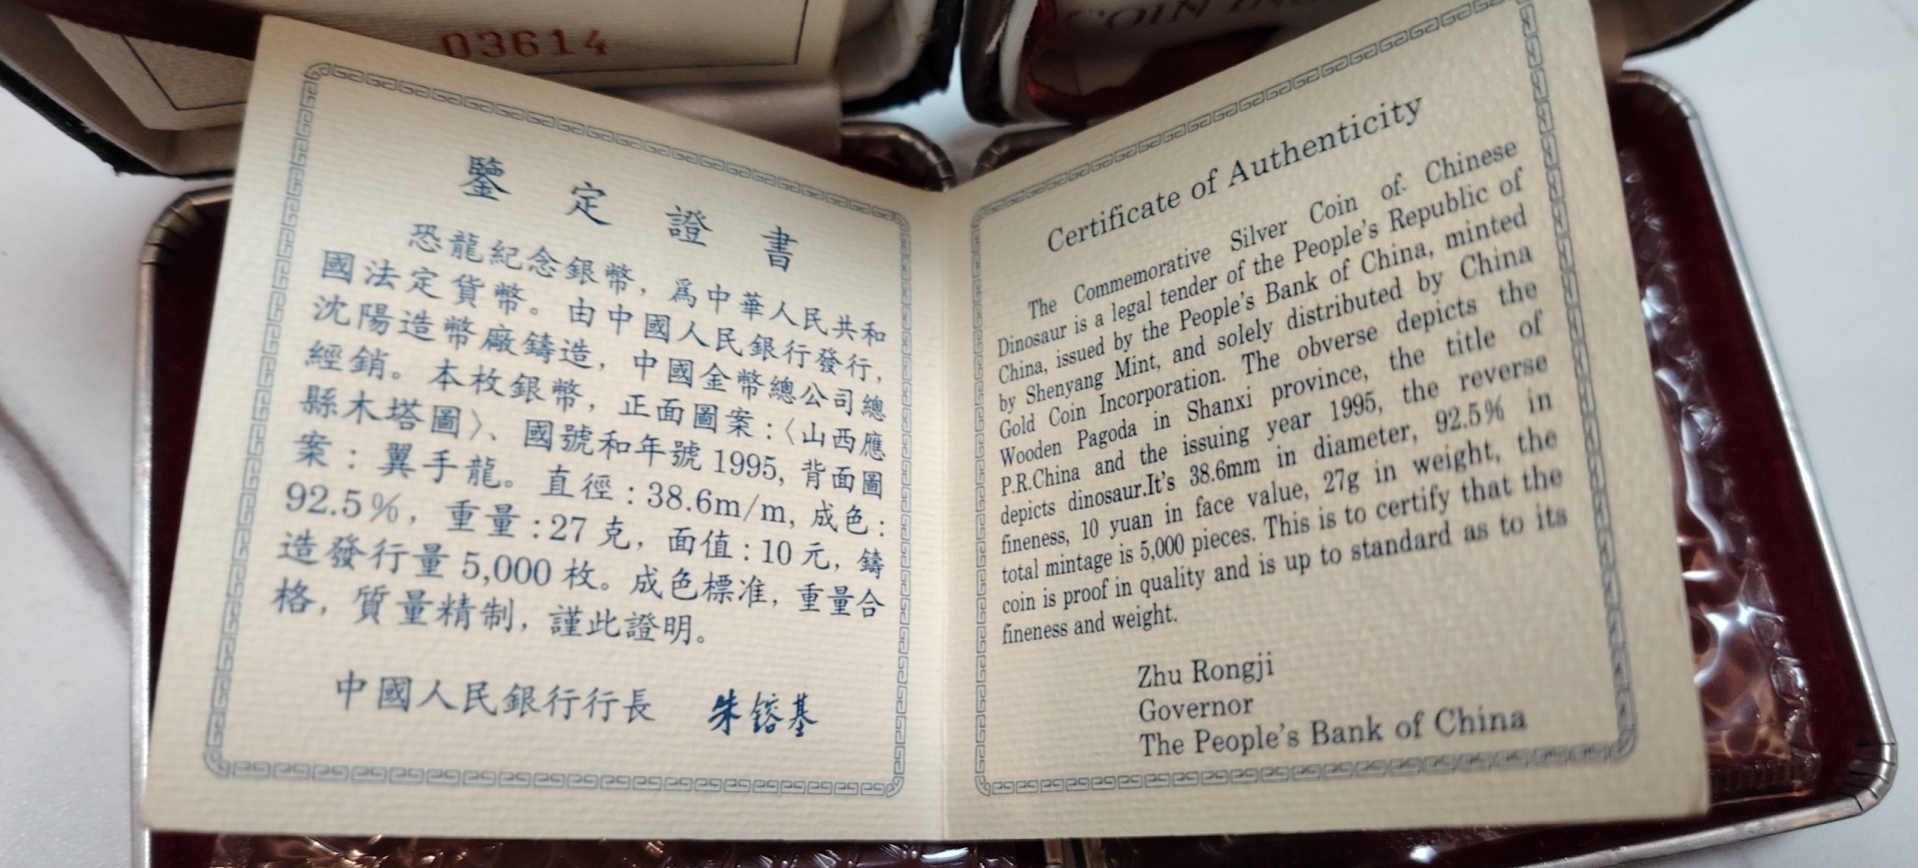 03614
COIN INC
鑒定證書
恐龍紀念銀幣，爲中華人民共和
國法定貨幣。由中國人民銀行發行，
沈陽造幣廠鑄造，中國金幣總公司總
經銷。本枚銀幣，正面圖案：〈山西應
縣木塔圖〉、國號和年號1995，背面圖
案：翼手龍。直徑：38.6m/m，成色：
92.5%，重量：27克，面值：10元，鑄
造發行量5,000枚。成色標准，重量合
格，質量精制，謹此證明。
中國人民銀行行長 朱鎔基
Certificate of Authenticity
The Commemorative Silver Coin of Chinese
Dinosaur is a legal tender of the People's Republic of
China, issued by the People's Bank of China, minted
by Shenyang Mint, and solely distributed by China
Gold Coin Incorporation. The obverse depicts the
Wooden Pagoda in Shanxi province, the title of
P.R.China and the issuing year 1995, the reverse
depicts dinosaur.It's 38.6mm in diameter, 92.5% in
fineness, 10 yuan in face value, 27g in weight, the
total mintage is 5,000 pieces. This is to certify that the
coin is proof in quality and is up to standard as to its
fineness and weight.
Zhu Rongji
Governor
The People's Bank of China